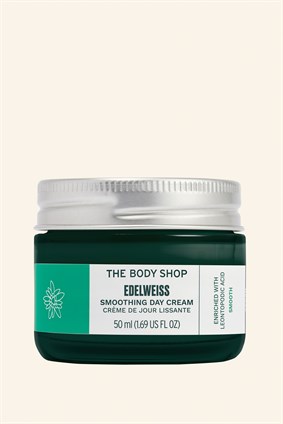 THE BODY SHOP
EDELWEISS
SMOOTHING DAY CREAM
CRÈME DE JOUR LISSANTE
50 ml (1.69 US FL OZ)
ENRICHED WITH
LEONTOPODIC ACID
SMOOTH